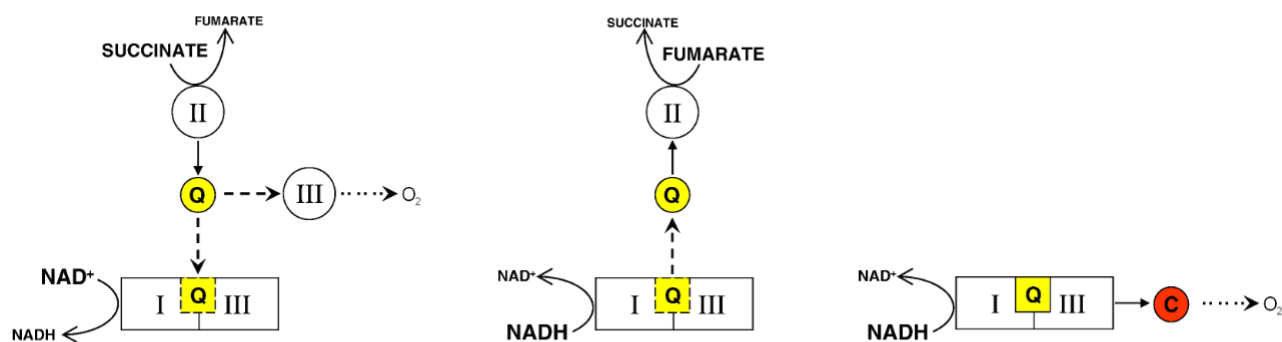 FUMARATE
SUCCINATE
II
Q
III
O₂
NAD⁺
NADH
I
Q
III
SUCCINATE
FUMARATE
II
Q
NAD⁺
NADH
I
Q
III
NAD⁺
NADH
I
Q
III
C
O₂